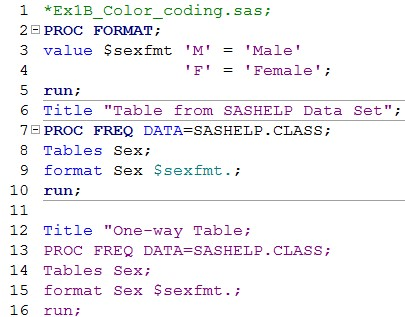 1 *Ex1B_Color_coding.sas;
2 PROC FORMAT;
3 value $sexfmt 'M' = 'Male'
4 'F' = 'Female';
5 run;
6 Title "Table from SASHELP Data Set";
7 PROC FREQ DATA=SASHELP.CLASS;
8 Tables Sex;
9 format Sex $sexfmt.;
10 run;
11
12 Title "One-way Table;
13 PROC FREQ DATA=SASHELP.CLASS;
14 Tables Sex;
15 format Sex $sexfmt.;
16 run;